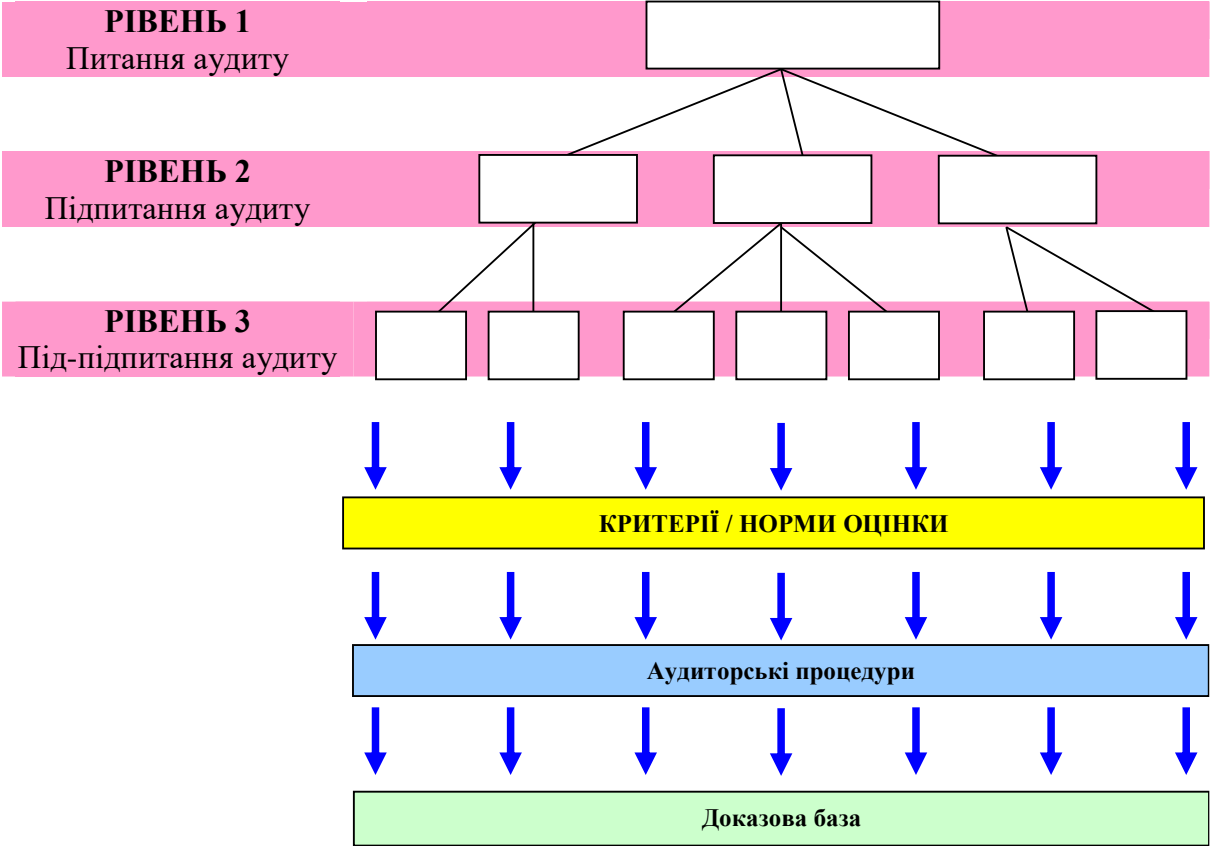 РІВЕНЬ 1
Питання аудиту
РІВЕНЬ 2
Підпитання аудиту
РІВЕНЬ 3
Під-підпитання аудиту
КРИТЕРІЇ / НОРМИ ОЦІНКИ
Аудиторські процедури
Доказова база